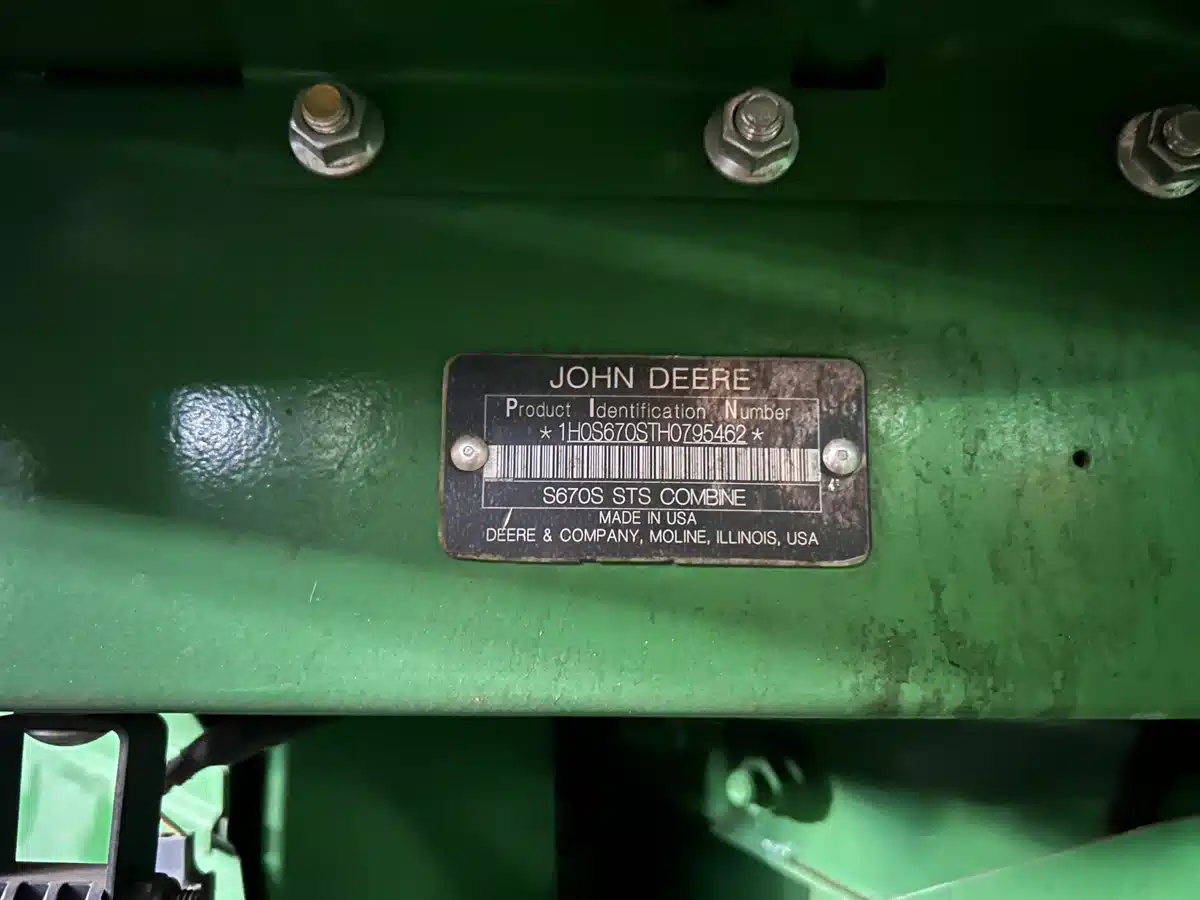 JOHN DEERE
Product Identification Number
*1H0S670STH0795462*
S670S STS COMBINE
MADE IN USA
DEERE & COMPANY, MOLINE, ILLINOIS, USA